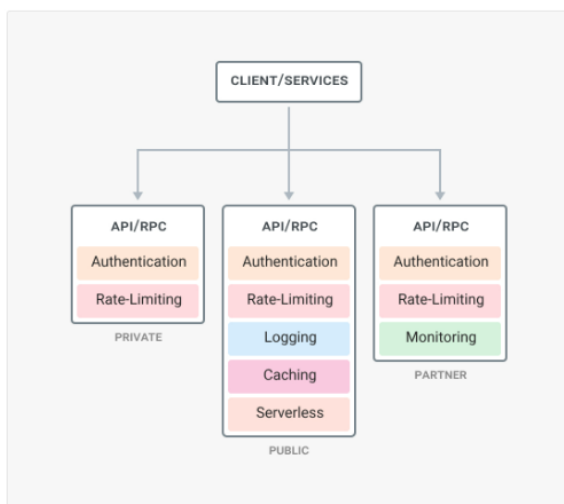 CLIENT/SERVICES
API/RPC
Authentication
Rate-Limiting
PRIVATE
API/RPC
Authentication
Rate-Limiting
Logging
Caching
Serverless
PUBLIC
API/RPC
Authentication
Rate-Limiting
Monitoring
PARTNER